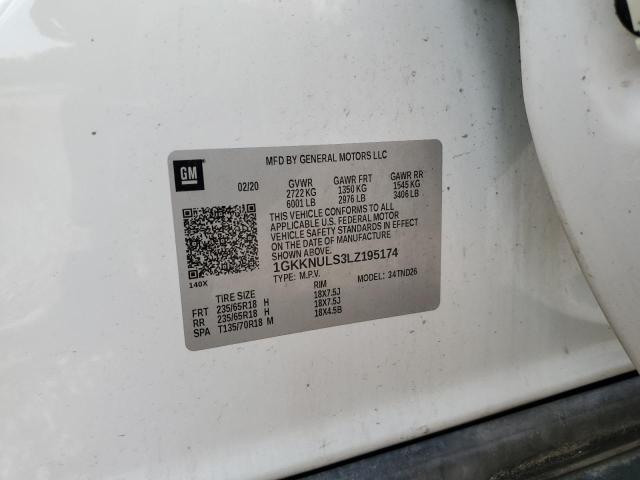 GM
MFD BY GENERAL MOTORS LLC
02/20 GVWR GAWR FRT GAWR RR
2722 KG 1350 KG 1545 KG
6001 LB 2976 LB 3406 LB
THIS VEHICLE CONFORMS TO ALL
APPLICABLE U.S. FEDERAL MOTOR
VEHICLE SAFETY STANDARDS IN EFFECT
ON THE DATE OF MANUFACTURE
SHOWN ABOVE.
1GKKNULS3LZ195174
TYPE: M.P.V. MODEL: 34TND26
140X
TIRE SIZE RIM
FRT 235/65R18 H 18X7.5J
RR 235/65R18 H 18X7.5J
SPA T135/70R18 M 18X4.5B